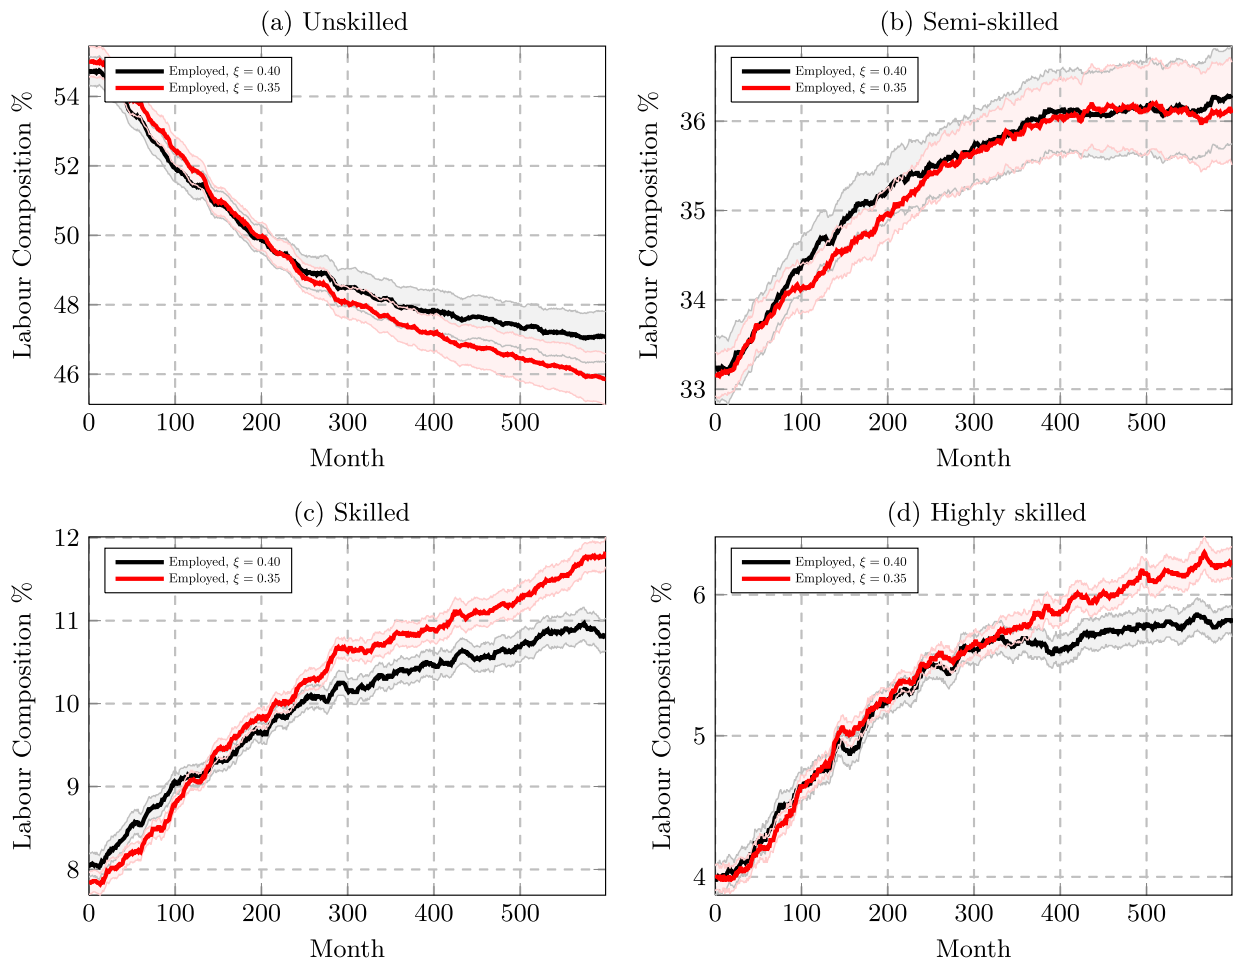 (a) Unskilled
Employed, ξ = 0.40
Employed, ξ = 0.35
Labour Composition %
54
52
50
48
46
0 100 200 300 400 500
Month
(b) Semi-skilled
Employed, ξ = 0.40
Employed, ξ = 0.35
Labour Composition %
36
35
34
33
0 100 200 300 400 500
Month
(c) Skilled
Employed, ξ = 0.40
Employed, ξ = 0.35
Labour Composition %
12
11
10
9
8
0 100 200 300 400 500
Month
(d) Highly skilled
Employed, ξ = 0.40
Employed, ξ = 0.35
Labour Composition %
6
5
4
0 100 200 300 400 500
Month